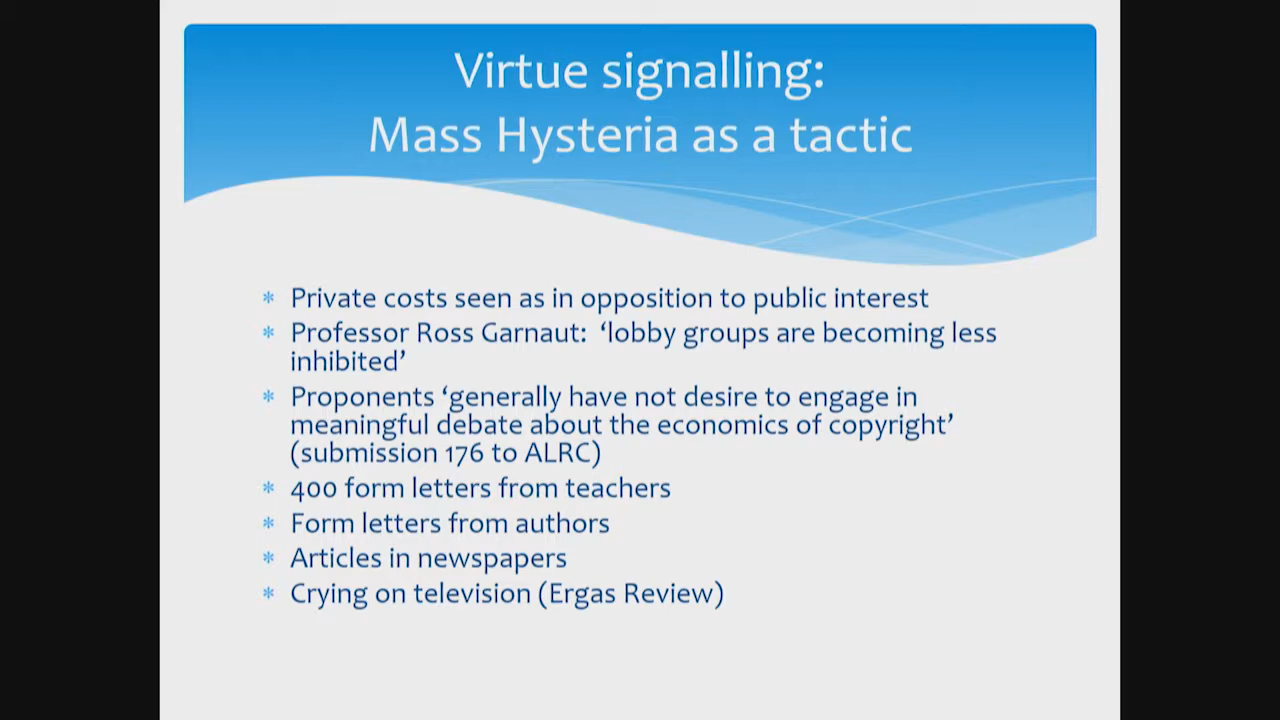 Virtue signalling:
Mass Hysteria as a tactic
* Private costs seen as in opposition to public interest
* Professor Ross Garnaut: ‘lobby groups are becoming less
inhibited’
* Proponents ‘generally have not desire to engage in
meaningful debate about the economics of copyright’
(submission 176 to ALRC)
* 400 form letters from teachers
* Form letters from authors
* Articles in newspapers
* Crying on television (Ergas Review)